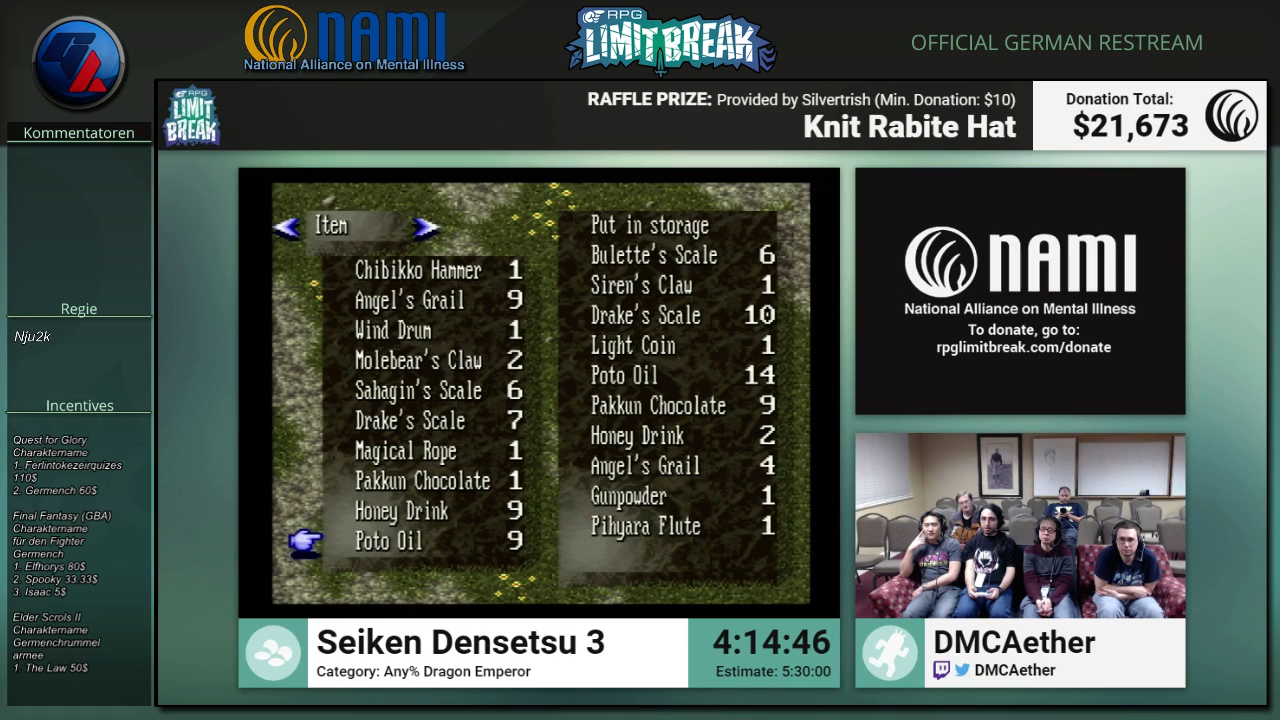 NAMI
National Alliance on Mental Illness
RPG
LIMIT BREAK
OFFICIAL GERMAN RESTREAM
RPG
LIMIT
BREAK
RAFFLE PRIZE: Provided by Silvertrish (Min. Donation: $10)
Knit Rabite Hat
Donation Total:
$21,673
Kommentatoren
Regie
Nju2k
Incentives
Quest for Glory
Charaktername
1. Ferlintokezeirquizes
110$
2. Germench 60$
Final Fantasy (GBA)
Charaktername
für den Fighter
Germench
1. Elfhorys 80$
2. Spooky 33.33$
3. Isaac 5$
Elder Scrolls II
Charaktername
Germenchrummel
armee
1. The Law 50$
Item
Chibikko Hammer 1
Angel's Grail 9
Wind Drum 1
Molebear's Claw 2
Sahagin's Scale 6
Drake's Scale 7
Magical Rope 1
Pakkun Chocolate 1
Honey Drink 9
Poto Oil 9
Put in storage
Bulette's Scale 6
Siren's Claw 1
Drake's Scale 10
Light Coin 1
Poto Oil 14
Pakkun Chocolate 9
Honey Drink 2
Angel's Grail 4
Gunpowder 1
Pihyara Flute 1
NAMI
National Alliance on Mental Illness
To donate, go to:
rpglimitbreak.com/donate
Seiken Densetsu 3
Category: Any% Dragon Emperor
4:14:46
Estimate: 5:30:00
DMCAether
DMCAether